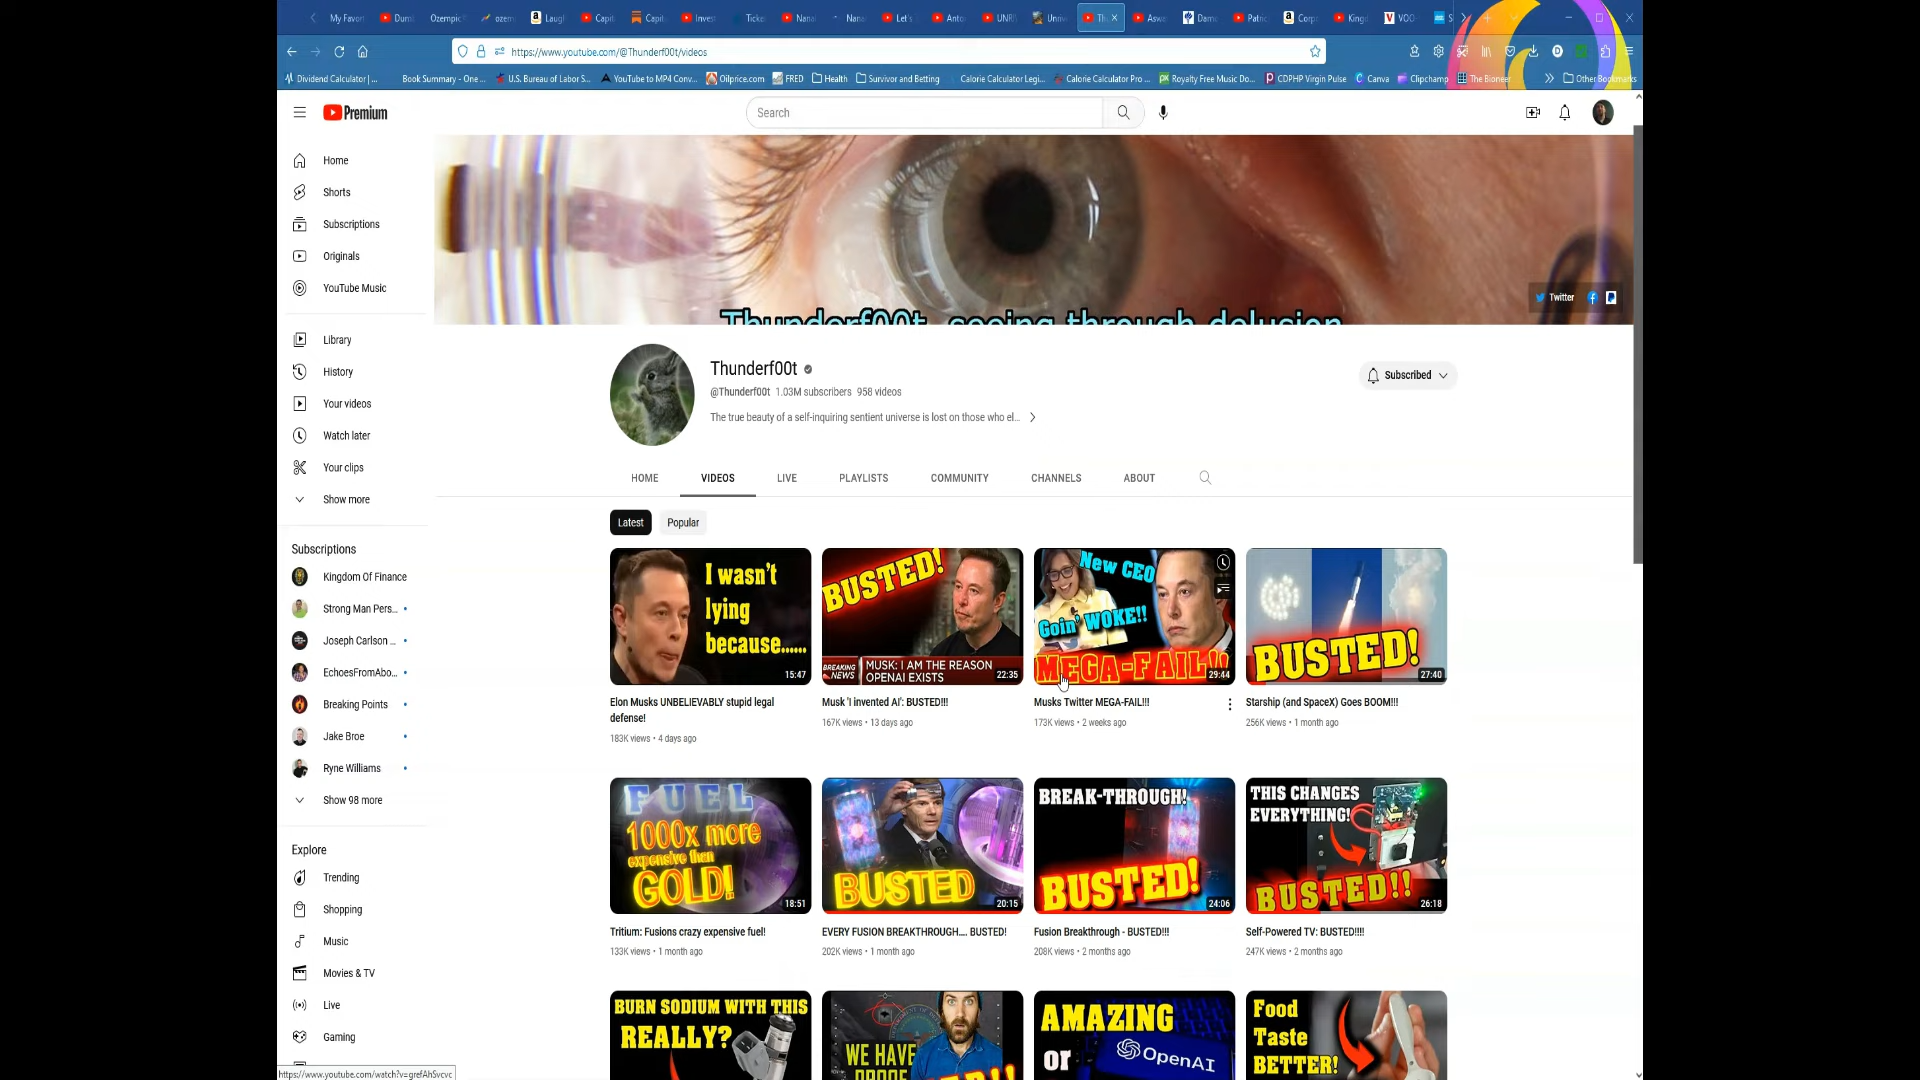 My Favor
Dumb
Ozempic
ozem
Laugh
Capit
Capit
Invest
Ticke
Nana
Nana
Let's
Anto
UNRI
Univ
Th
Asw
Damo
Patric
Corp
King
VOO
S
https://www.youtube.com/@Thunderf00t/videos
Dividend Calculator | ...
Book Summary - One ...
U.S. Bureau of Labor S...
YouTube to MP4 Conv...
Oilprice.com
FRED
Health
Survivor and Betting
Calorie Calculator Legi...
Calorie Calculator Pro ...
Royalty Free Music Do...
CDPHP Virgin Pulse
Canva
Clipchamp
The Bioneer
Other Bookmarks
Premium
Search
Home
Shorts
Subscriptions
Originals
YouTube Music
Library
History
Your videos
Watch later
Your clips
Show more
Subscriptions
Kingdom Of Finance
Strong Man Pers...
Joseph Carlson ...
EchoesFromAbo...
Breaking Points
Jake Broe
Ryne Williams
Show 98 more
Explore
Trending
Shopping
Music
Movies & TV
Live
Gaming
https://www.youtube.com/watch?v=grefAhSvcvc
Thunderf00t, seeing through delusion
Twitter
Thunderf00t
@Thunderf00t 1.03M subscribers 958 videos
The true beauty of a self-inquiring sentient universe is lost on those who el...
Subscribed
HOME VIDEOS LIVE PLAYLISTS COMMUNITY CHANNELS ABOUT
Latest
Popular
I wasn't
lying
because......
15:47
Elon Musks UNBELIEVABLY stupid legal
defense!
183K views • 4 days ago
BUSTED!
BREAKING
NEWS
MUSK: I AM THE REASON
OPENAI EXISTS
22:35
Musk 'I invented AI': BUSTED!!!
167K views • 13 days ago
New CEO
Goin' WOKE!!
MEGA-FAIL!!
29:44
Musks Twitter MEGA-FAIL!!!
173K views • 2 weeks ago
BUSTED!
27:40
Starship (and SpaceX) Goes BOOM!!!
256K views • 1 month ago
FUEL
1000x more
expensive than
GOLD!
18:51
Tritium: Fusions crazy expensive fuel!
133K views • 1 month ago
BUSTED
20:15
EVERY FUSION BREAKTHROUGH.... BUSTED!
202K views • 1 month ago
BREAK-THROUGH!
BUSTED!
24:06
Fusion Breakthrough - BUSTED!!!
208K views • 2 months ago
THIS CHANGES
EVERYTHING!
BUSTED!!
26:18
Self-Powered TV: BUSTED!!!!
247K views • 2 months ago
BURN SODIUM WITH THIS
REALLY?
WE HAVE
PROOF
AMAZING
or
OpenAI
Food
Taste
BETTER!